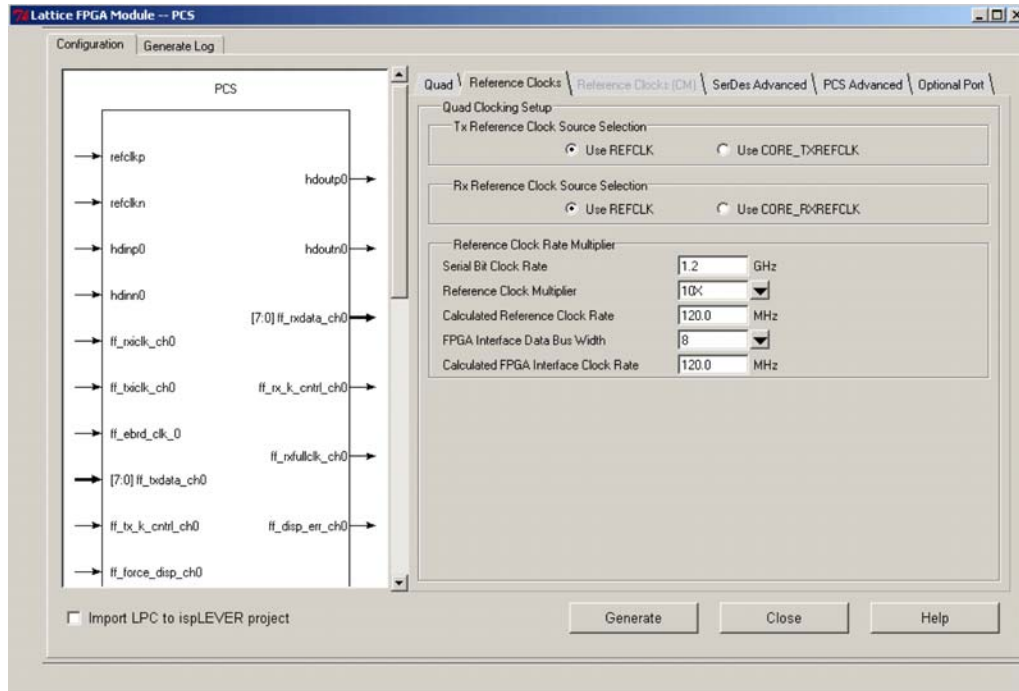 Lattice FPGA Module -- PCS
Configuration
Generate Log
PCS
refclkp
refclkn
hdinp0
hdinn0
ff_rxiclk_ch0
ff_txiclk_ch0
ff_ebrd_clk_0
[7:0] ff_txdata_ch0
ff_tx_k_cntrl_ch0
ff_force_disp_ch0
hdoutp0
hdoutn0
[7:0] ff_rxdata_ch0
ff_rx_k_cntrl_ch0
ff_rxfullclk_ch0
ff_disp_err_ch0
Quad
Reference Clocks
Reference Clocks (CM)
SerDes Advanced
PCS Advanced
Optional Port
Quad Clocking Setup
Tx Reference Clock Source Selection
Use REFCLK
Use CORE_TXREFCLK
Rx Reference Clock Source Selection
Use REFCLK
Use CORE_RXREFCLK
Reference Clock Rate Multiplier
Serial Bit Clock Rate 1.2 GHz
Reference Clock Multiplier 10X
Calculated Reference Clock Rate 120.0 MHz
FPGA Interface Data Bus Width 8
Calculated FPGA Interface Clock Rate 120.0 MHz
Import LPC to ispLEVER project
Generate
Close
Help